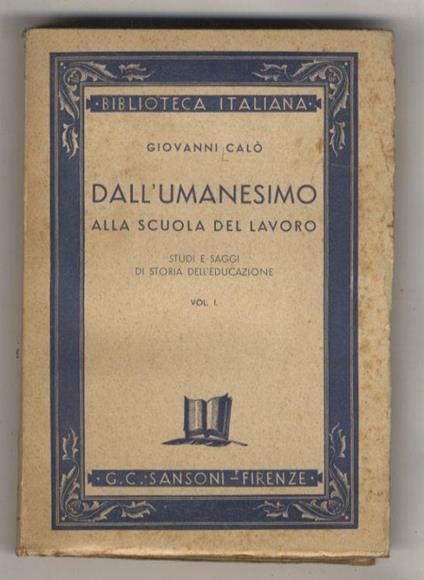 · BIBLIOTECA ITALIANA ·
GIOVANNI CALÒ
DALL'UMANESIMO
ALLA SCUOLA DEL LAVORO
STUDI E SAGGI
DI STORIA DELL'EDUCAZIONE
VOL. I.
· G.C. SANSONI - FIRENZE ·